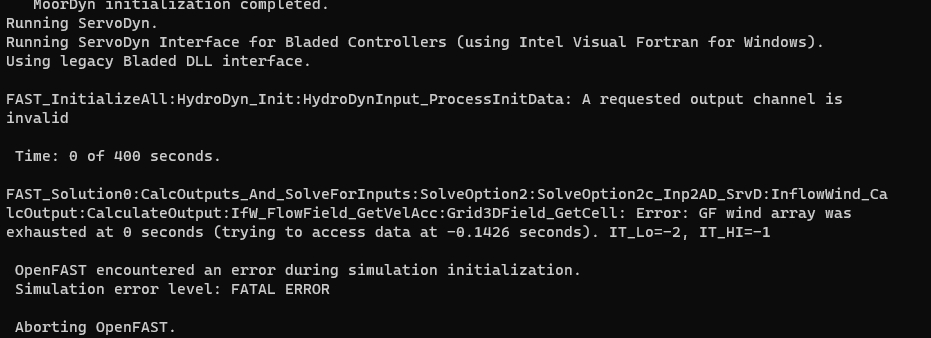 MoorDyn initialization completed.
Running ServoDyn.
Running ServoDyn Interface for Bladed Controllers (using Intel Visual Fortran for Windows).
Using legacy Bladed DLL interface.
FAST_InitializeAll:HydroDyn_Init:HydroDynInput_ProcessInitData: A requested output channel is
invalid
Time: 0 of 400 seconds.
FAST_Solution0:CalcOutputs_And_SolveForInputs:SolveOption2:SolveOption2c_Inp2AD_SrvD:InflowWind_Ca
lcOutput:CalculateOutput:IfW_FlowField_GetVelAcc:Grid3DField_GetCell: Error: GF wind array was
exhausted at 0 seconds (trying to access data at -0.1426 seconds). IT_Lo=-2, IT_HI=-1
OpenFAST encountered an error during simulation initialization.
Simulation error level: FATAL ERROR
Aborting OpenFAST.